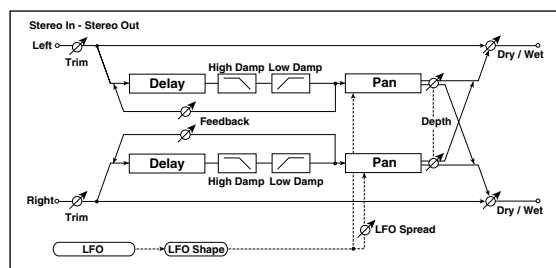 Stereo In - Stereo Out
Left
Trim
Dry / Wet
High Damp
Low Damp
Delay
Pan
Feedback
Depth
Delay
Pan
High Damp
Low Damp
Right
Trim
Dry / Wet
LFO Spread
LFO
LFO Shape